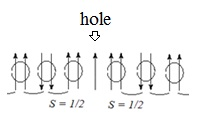 hole
S = 1/2 S = 1/2